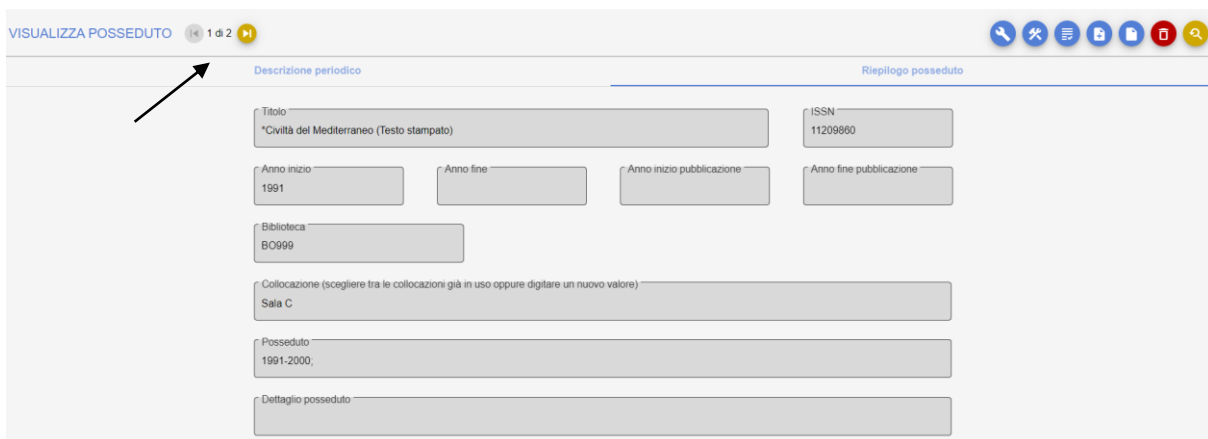 VISUALIZZA POSSEDUTO 1 di 2
Descrizione periodico Riepilogo posseduto
Titolo ISSN
*Civiltà del Mediterraneo (Testo stampato) 11209860
Anno inizio Anno fine Anno inizio pubblicazione Anno fine pubblicazione
1991
Biblioteca
BO999
Collocazione (scegliere tra le collocazioni già in uso oppure digitare un nuovo valore)
Sala C
Posseduto
1991-2000;
Dettaglio posseduto